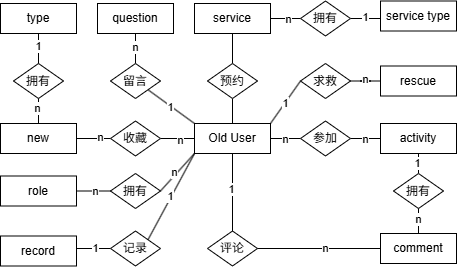 type
question
service
n
拥有
1
service type
1
n
拥有
留言
预约
求救
n
rescue
n
1
1
new
n
收藏
n
Old User
n
参加
n
activity
role
n
拥有
n
1
1
拥有
1
n
record
1
记录
评论
n
comment